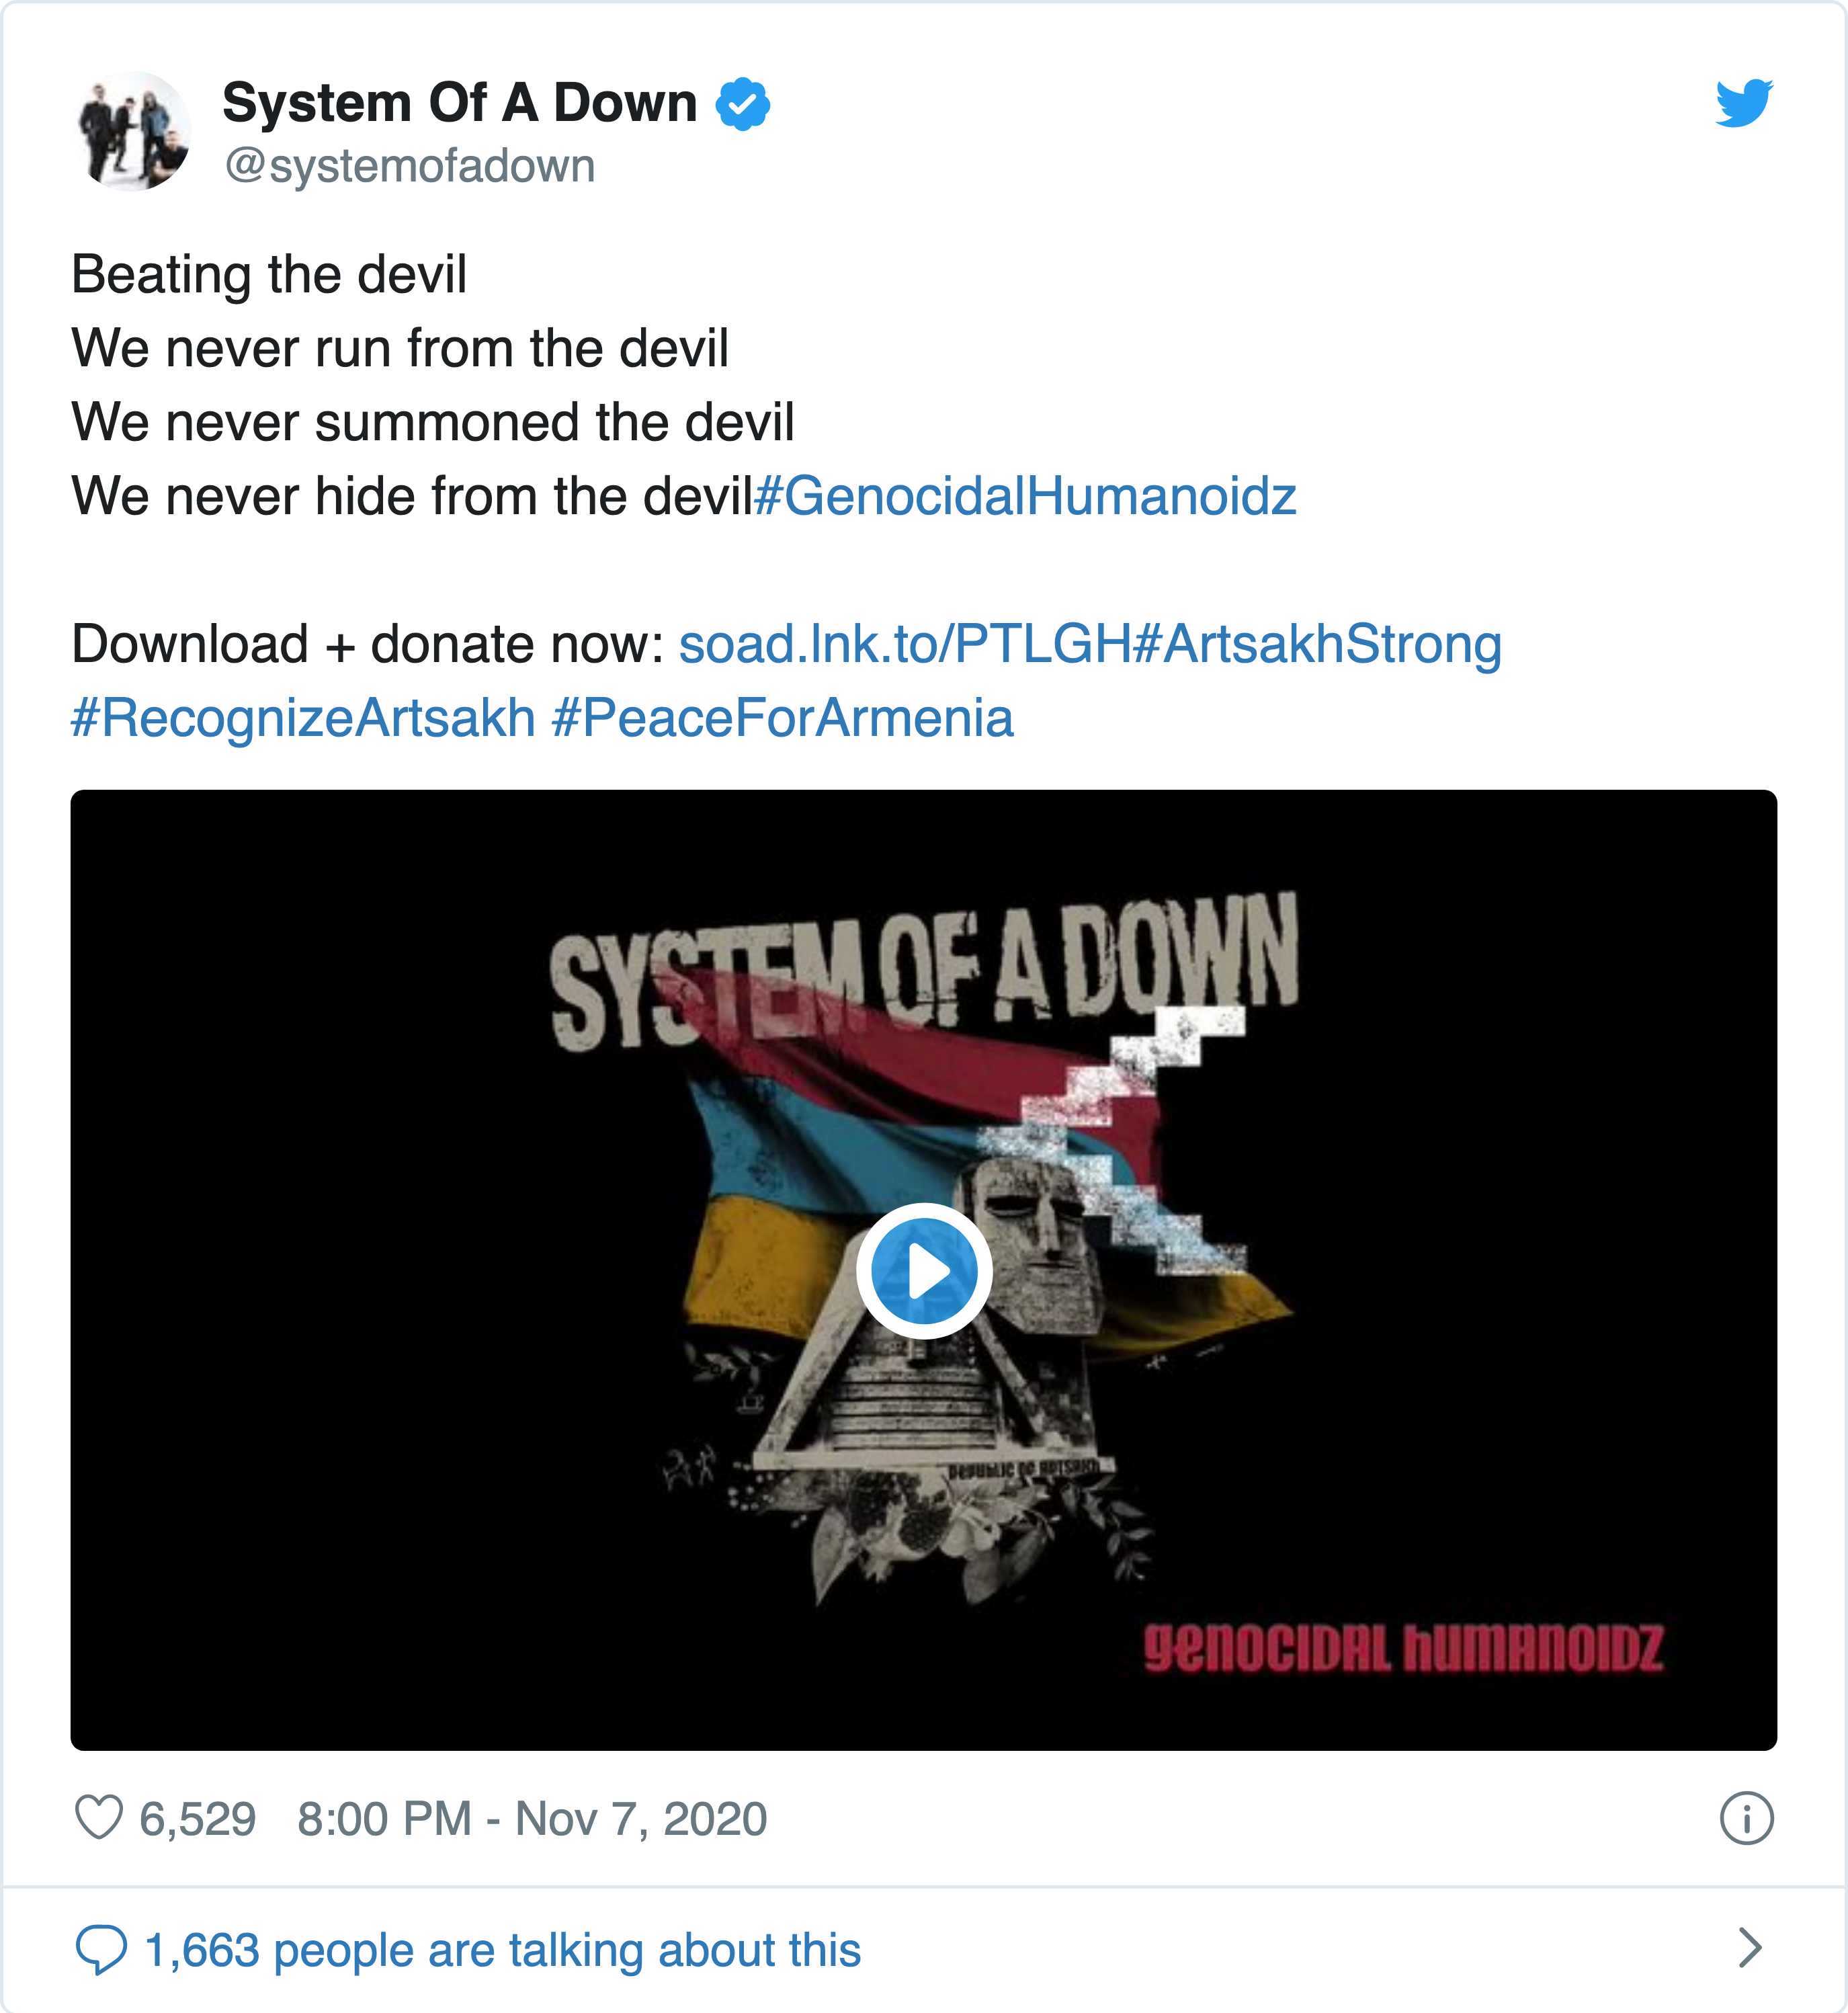 System Of A Down
@systemofadown
Beating the devil
We never run from the devil
We never summoned the devil
We never hide from the devil#GenocidalHumanoidz
Download + donate now: soad.lnk.to/PTLGH#ArtsakhStrong
#RecognizeArtsakh #PeaceForArmenia
SYSTEM OF A DOWN
REPUBLIC OF ARTSAKH
GENOCIDAL HUMANOIDZ
6,529 8:00 PM - Nov 7, 2020
1,663 people are talking about this